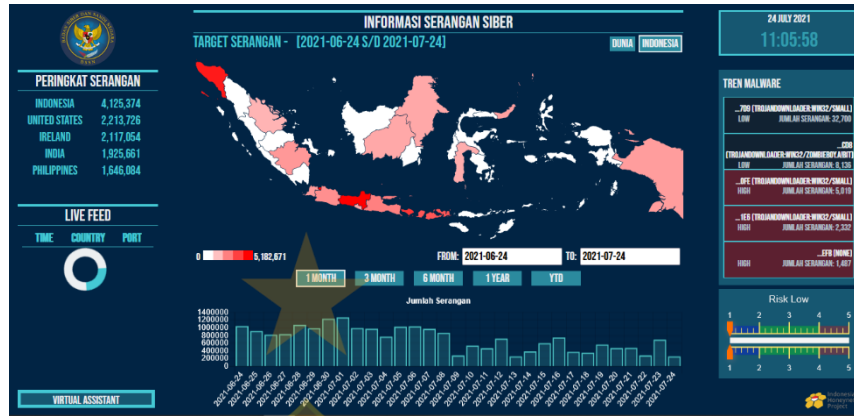 INFORMASI SERANGAN SIBER
TARGET SERANGAN - [2021-06-24 S/D 2021-07-24]
DUNIA
INDONESIA
PERINGKAT SERANGAN
INDONESIA 4,125,374
UNITED STATES 2,213,726
IRELAND 2,117,054
INDIA 1,925,661
PHILIPPINES 1,646,084
LIVE FEED
TIME COUNTRY PORT
VIRTUAL ASSISTANT
0 5,182,671
FROM: 2021-06-24 TO: 2021-07-24
1 MONTH 3 MONTH 6 MONTH 1 YEAR YTD
Jumlah Serangan
1400000
1200000
1000000
800000
600000
400000
200000
0
2021-06-24
2021-06-25
2021-06-26
2021-06-27
2021-06-28
2021-06-29
2021-06-30
2021-07-01
2021-07-02
2021-07-03
2021-07-04
2021-07-05
2021-07-06
2021-07-07
2021-07-08
2021-07-09
2021-07-10
2021-07-11
2021-07-12
2021-07-13
2021-07-14
2021-07-15
2021-07-16
2021-07-17
2021-07-18
2021-07-19
2021-07-20
2021-07-21
2021-07-22
2021-07-23
2021-07-24
24 JULY 2021
11:05:58
TREN MALWARE
...7D9 (TROJANDOWNLOADER:WIN32/SMALL)
LOW JUMLAH SERANGAN: 32,700
...CDB
(TROJANDOWNLOADER:WIN32/ZOMBIEBOY.A!BIT)
LOW JUMLAH SERANGAN: 8,136
...DFE (TROJANDOWNLOADER:WIN32/SMALL)
HIGH JUMLAH SERANGAN: 5,019
...1E6 (TROJANDOWNLOADER:WIN32/SMALL)
HIGH JUMLAH SERANGAN: 2,332
...EFB (NONE)
HIGH JUMLAH SERANGAN: 1,487
Risk Low
1 2 3 4 5
1 2 3 4 5
Indonesia
Honeynet
Project